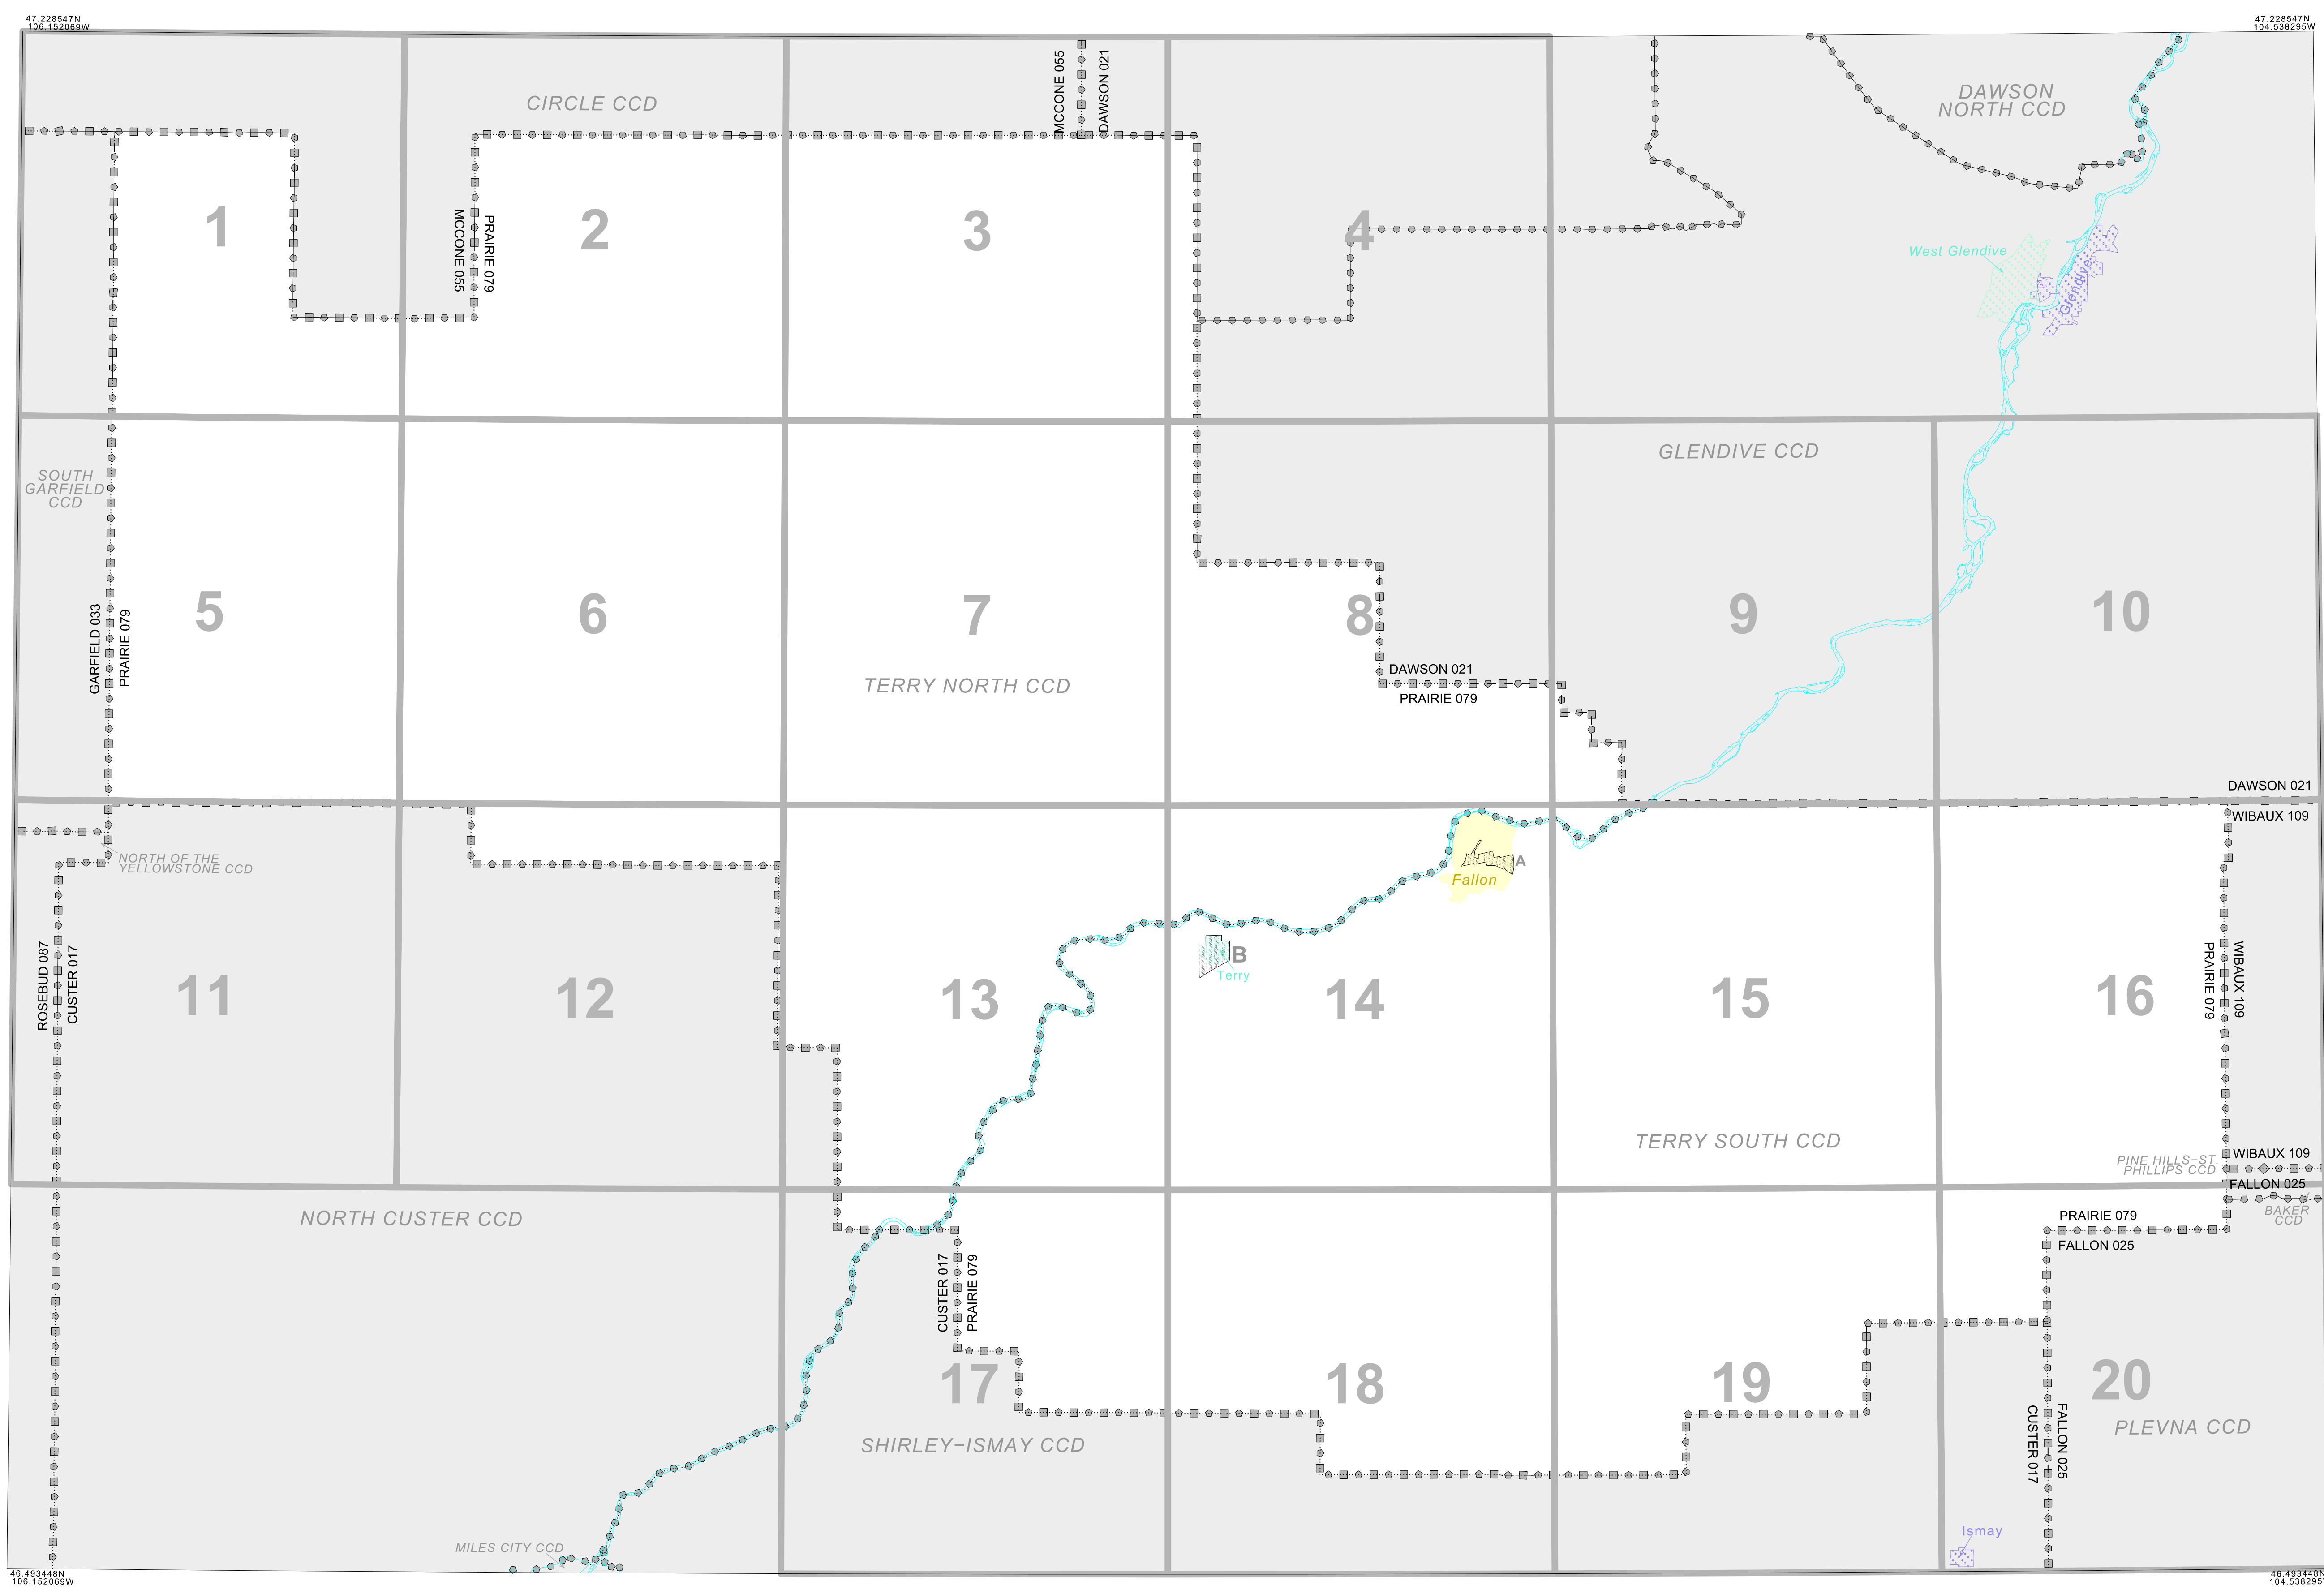 47.228547N
106.152069W
47.228547N
104.538295W
CIRCLE CCD
MCCONE 055
DAWSON 021
DAWSON
NORTH CCD
1
2
3
4
MCCONE 055
PRAIRIE 079
West Glendive
Glendive
SOUTH
GARFIELD
CCD
GLENDIVE CCD
GARFIELD 033
PRAIRIE 079
5
6
7
8
9
10
TERRY NORTH CCD
DAWSON 021
PRAIRIE 079
DAWSON 021
WIBAUX 109
NORTH OF THE
YELLOWSTONE CCD
A
Fallon
ROSEBUD 087
CUSTER 017
B
Terry
PRAIRIE 079
WIBAUX 109
11
12
13
14
15
16
TERRY SOUTH CCD
PINE HILLS-ST.
PHILLIPS CCD
WIBAUX 109
FALLON 025
BAKER
CCD
NORTH CUSTER CCD
PRAIRIE 079
FALLON 025
CUSTER 017
PRAIRIE 079
17
18
19
20
SHIRLEY-ISMAY CCD
CUSTER 017
FALLON 025
PLEVNA CCD
MILES CITY CCD
Ismay
46.493448N
106.152069W
46.493448N
104.538295